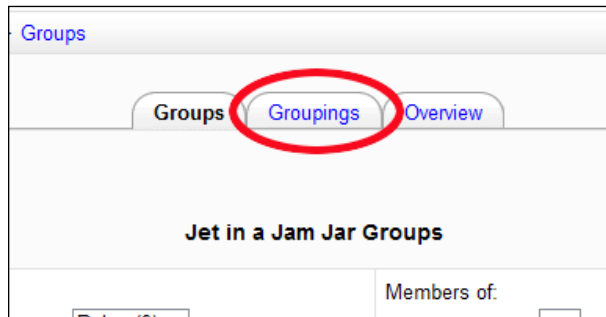 Groups
Groups Groupings Overview
Jet in a Jam Jar Groups
Members of: